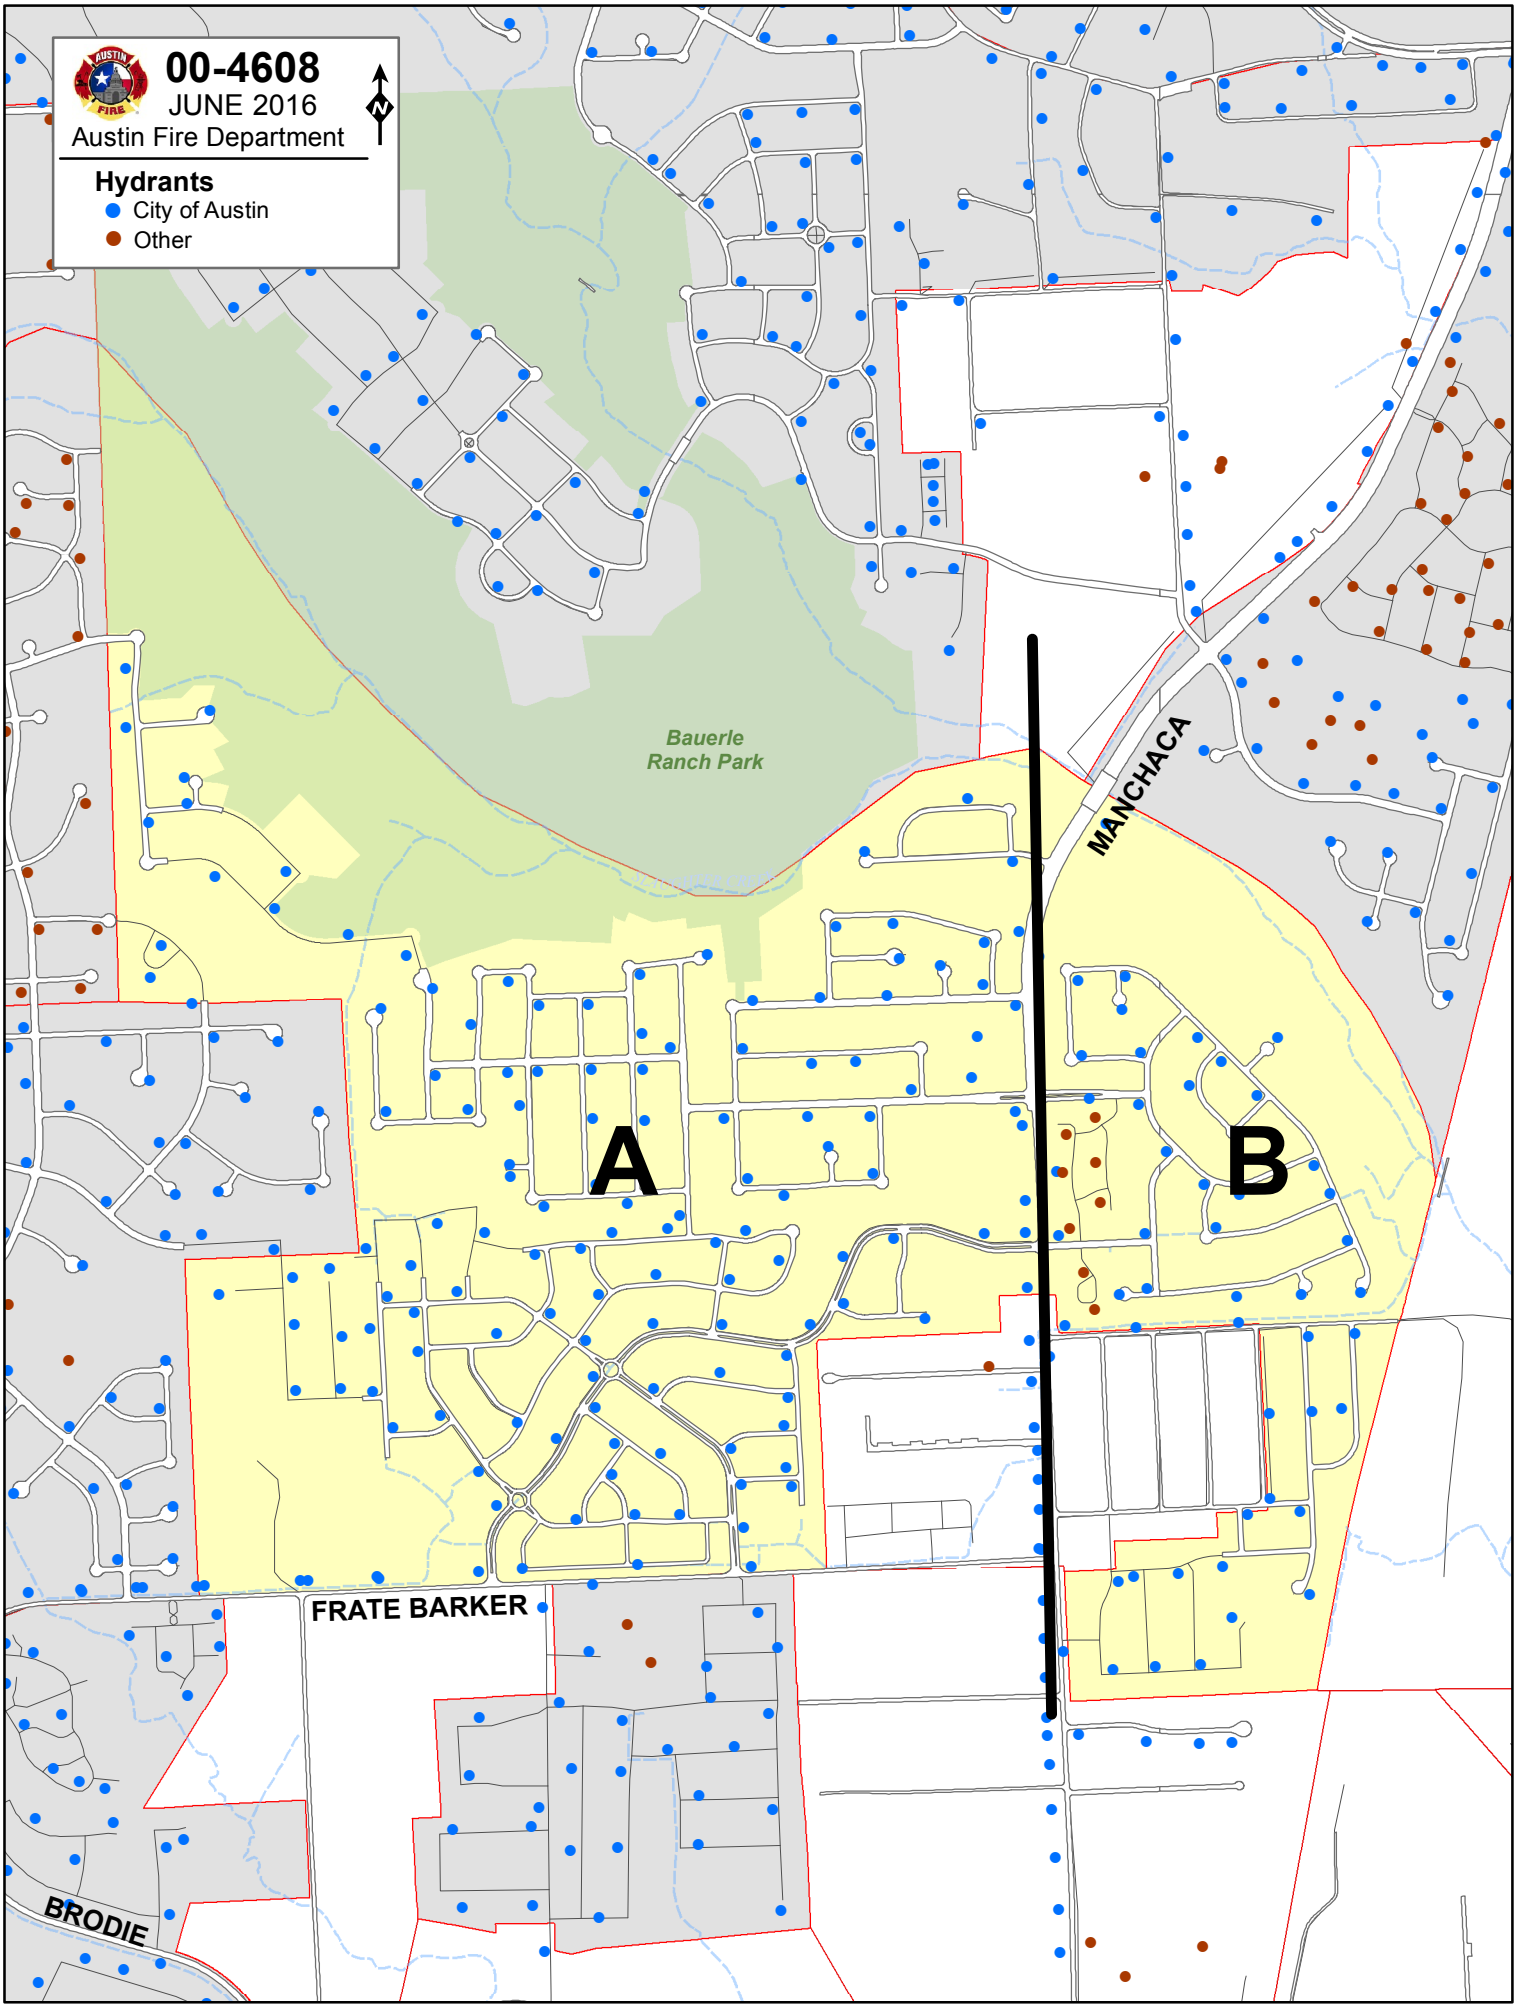 AUSTIN
FIRE
00-4608
JUNE 2016
Austin Fire Department
N
Hydrants
City of Austin
Other
Bauerle
Ranch Park
MANCHACA
A
B
FRATE BARKER
BRODIE